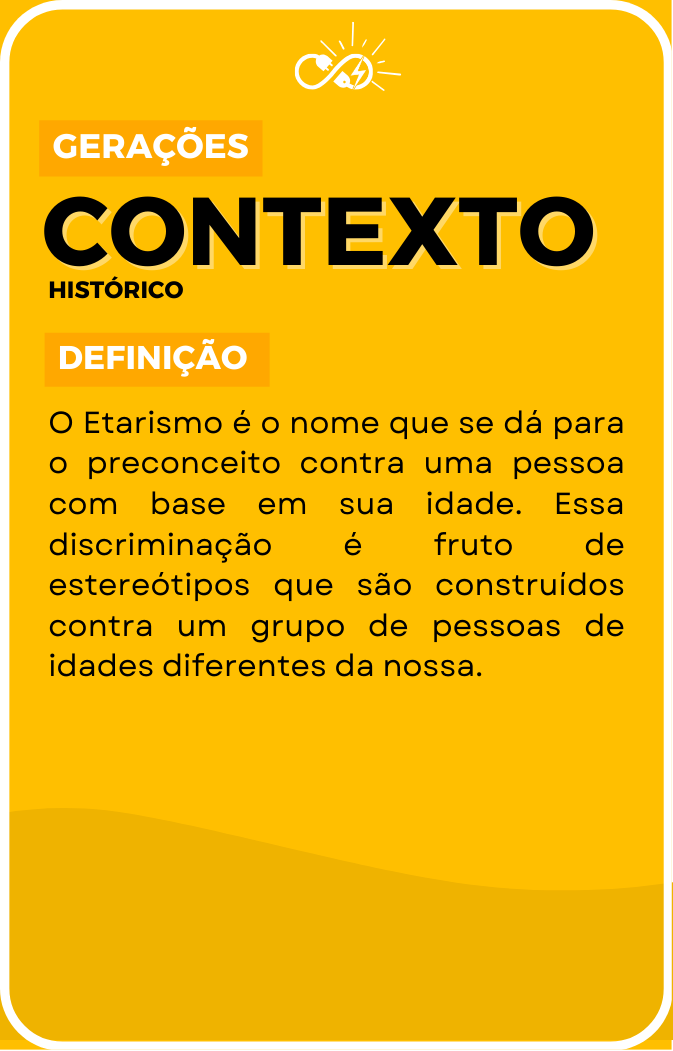 GERAÇÕES
CONTEXTO
HISTÓRICO
DEFINIÇÃO
O Etarismo é o nome que se dá para
o preconceito contra uma pessoa
com base em sua idade. Essa
discriminação é fruto de
estereótipos que são construídos
contra um grupo de pessoas de
idades diferentes da nossa.